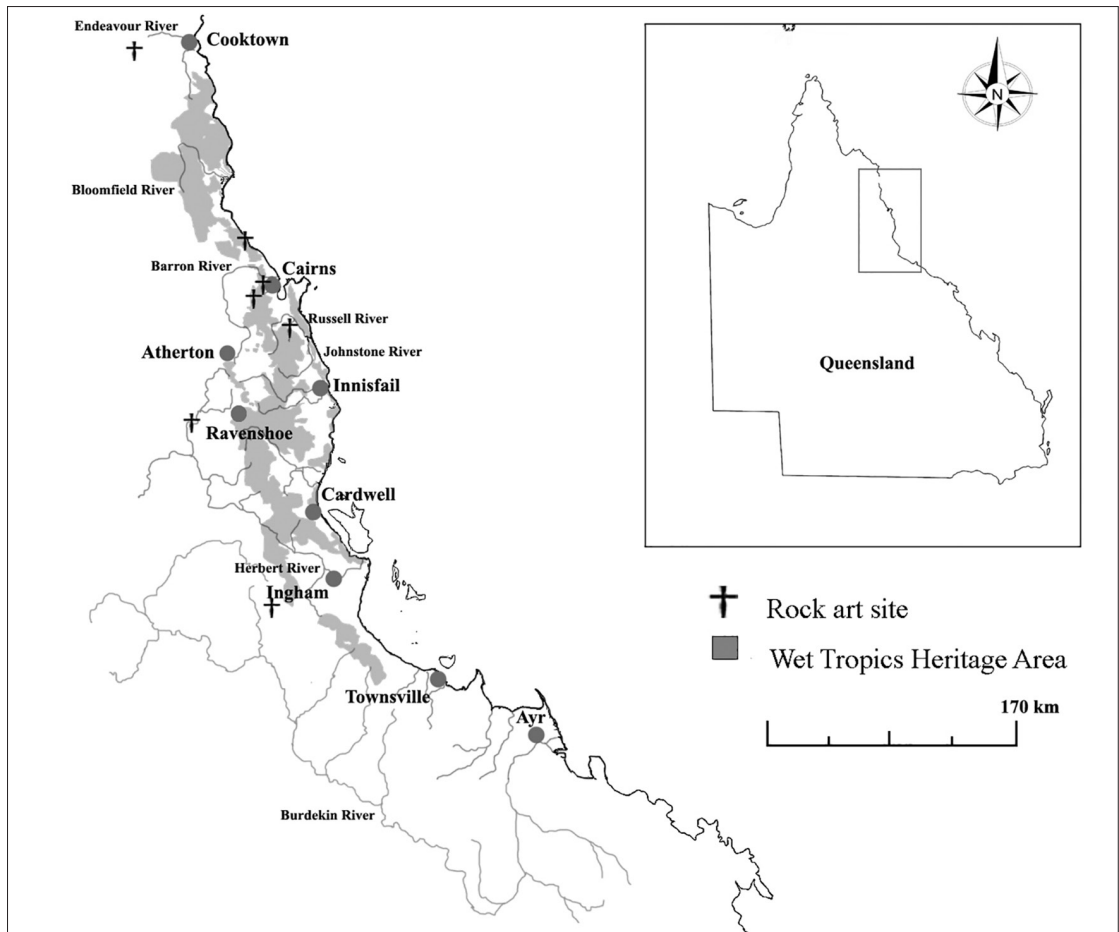 Endeavour River
Cooktown
Bloomfield River
Barron River
Cairns
Russell River
Johnstone River
Atherton
Innisfail
Ravenshoe
Cardwell
Herbert River
Ingham
Townsville
Ayr
Burdekin River
N
Queensland
Rock art site
Wet Tropics Heritage Area
170 km